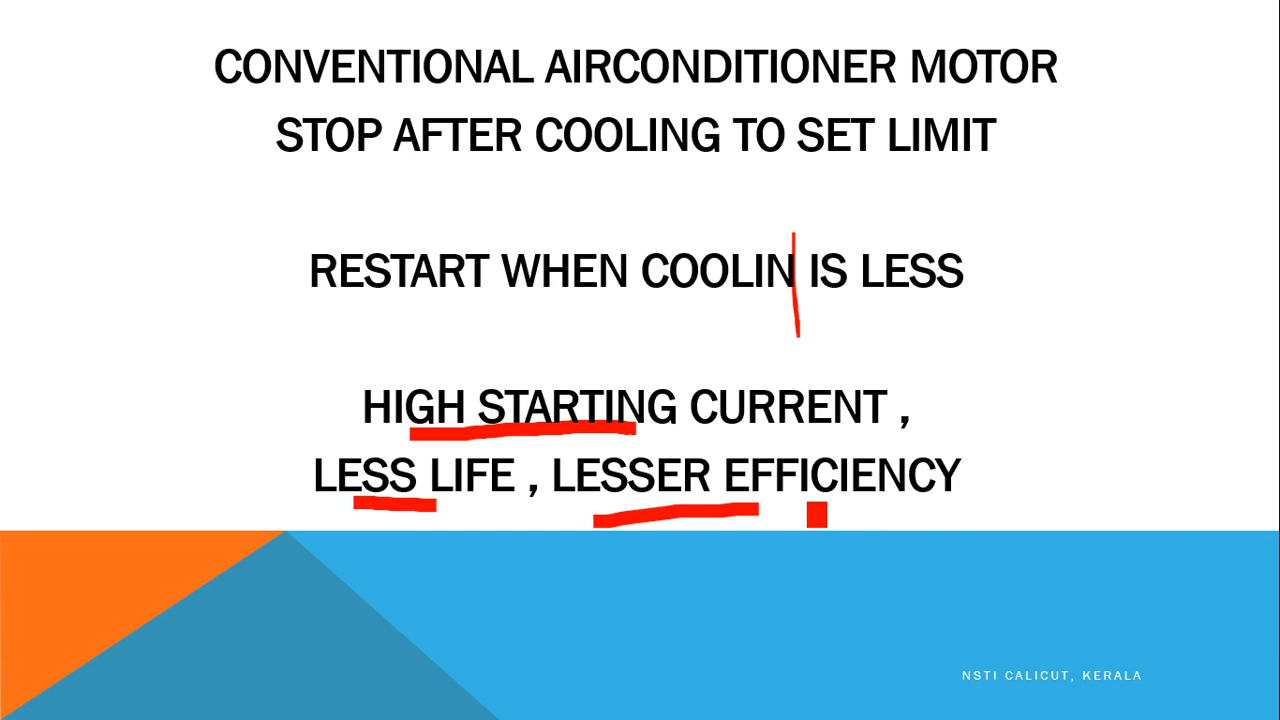 CONVENTIONAL AIRCONDITIONER MOTOR
STOP AFTER COOLING TO SET LIMIT
RESTART WHEN COOLIN IS LESS
HIGH STARTING CURRENT ,
LESS LIFE , LESSER EFFICIENCY
NSTI CALICUT, KERALA